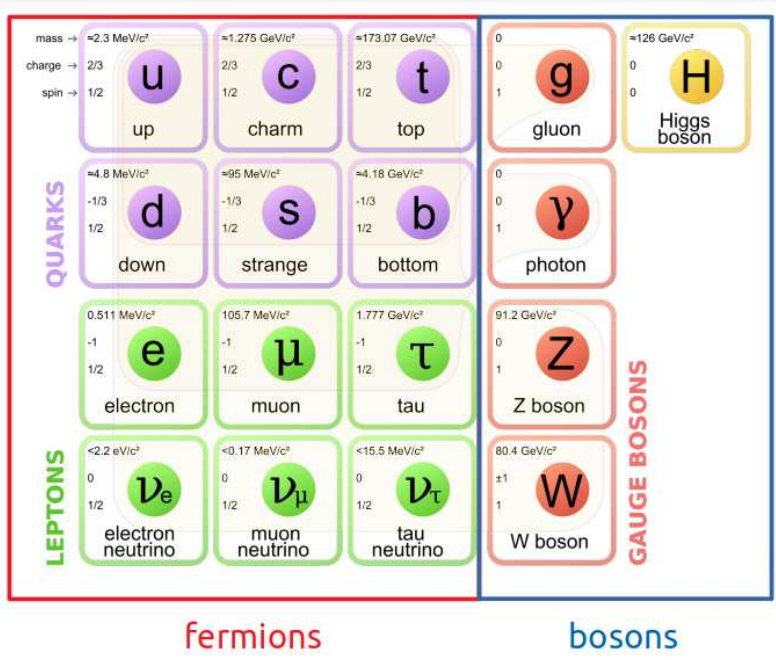 mass → ≈2.3 MeV/c² ≈1.275 GeV/c² ≈173.07 GeV/c² 0 ≈126 GeV/c²
charge → 2/3 2/3 2/3 0 0
spin → 1/2 1/2 1/2 1 0
u c t g H
up charm top gluon Higgs
boson
QUARKS
≈4.8 MeV/c² ≈95 MeV/c² ≈4.18 GeV/c² 0
-1/3 -1/3 -1/3 0
1/2 1/2 1/2 1
d s b γ
down strange bottom photon
0.511 MeV/c² 105.7 MeV/c² 1.777 GeV/c² 91.2 GeV/c²
-1 -1 -1 0
1/2 1/2 1/2 1
e μ τ Z
electron muon tau Z boson
LEPTONS
<2.2 eV/c² <0.17 MeV/c² <15.5 MeV/c² 80.4 GeV/c²
0 0 0 ±1
1/2 1/2 1/2 1
νe νμ ντ W
electron muon tau W boson
neutrino neutrino neutrino
GAUGE BOSONS
fermions bosons